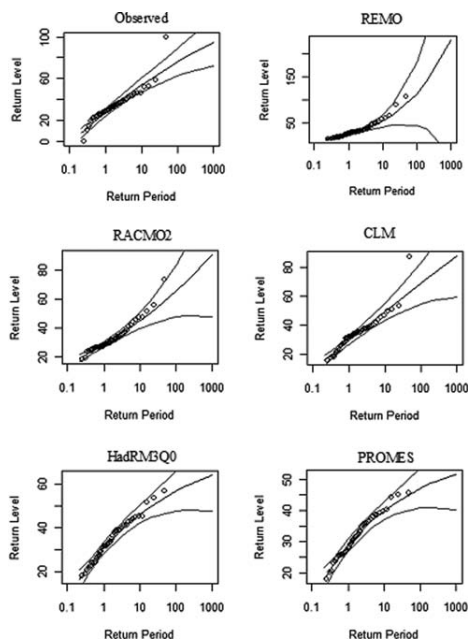 Observed
REMO
Return Level
0 20 60 100
0.1 1 10 100 1000
Return Period
Return Level
50 150
0.1 1 10 100 1000
Return Period
RACMO2
CLM
Return Level
20 40 60 80
0.1 1 10 100 1000
Return Period
Return Level
20 40 60 80
0.1 1 10 100 1000
Return Period
HadRM3Q0
PROMES
Return Level
20 40 60
0.1 1 10 100 1000
Return Period
Return Level
20 30 40 50
0.1 1 10 100 1000
Return Period